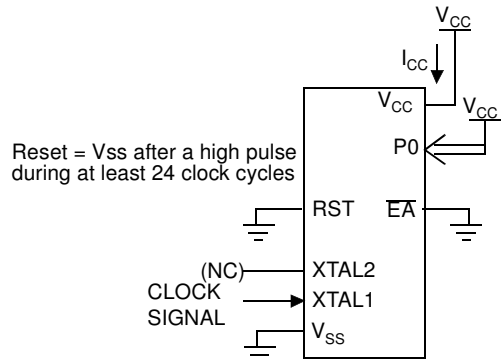 V_CC
I_CC
V_CC
V_CC
P0
Reset = Vss after a high pulse
during at least 24 clock cycles
RST
EA
(NC)
XTAL2
CLOCK
XTAL1
SIGNAL
V_SS